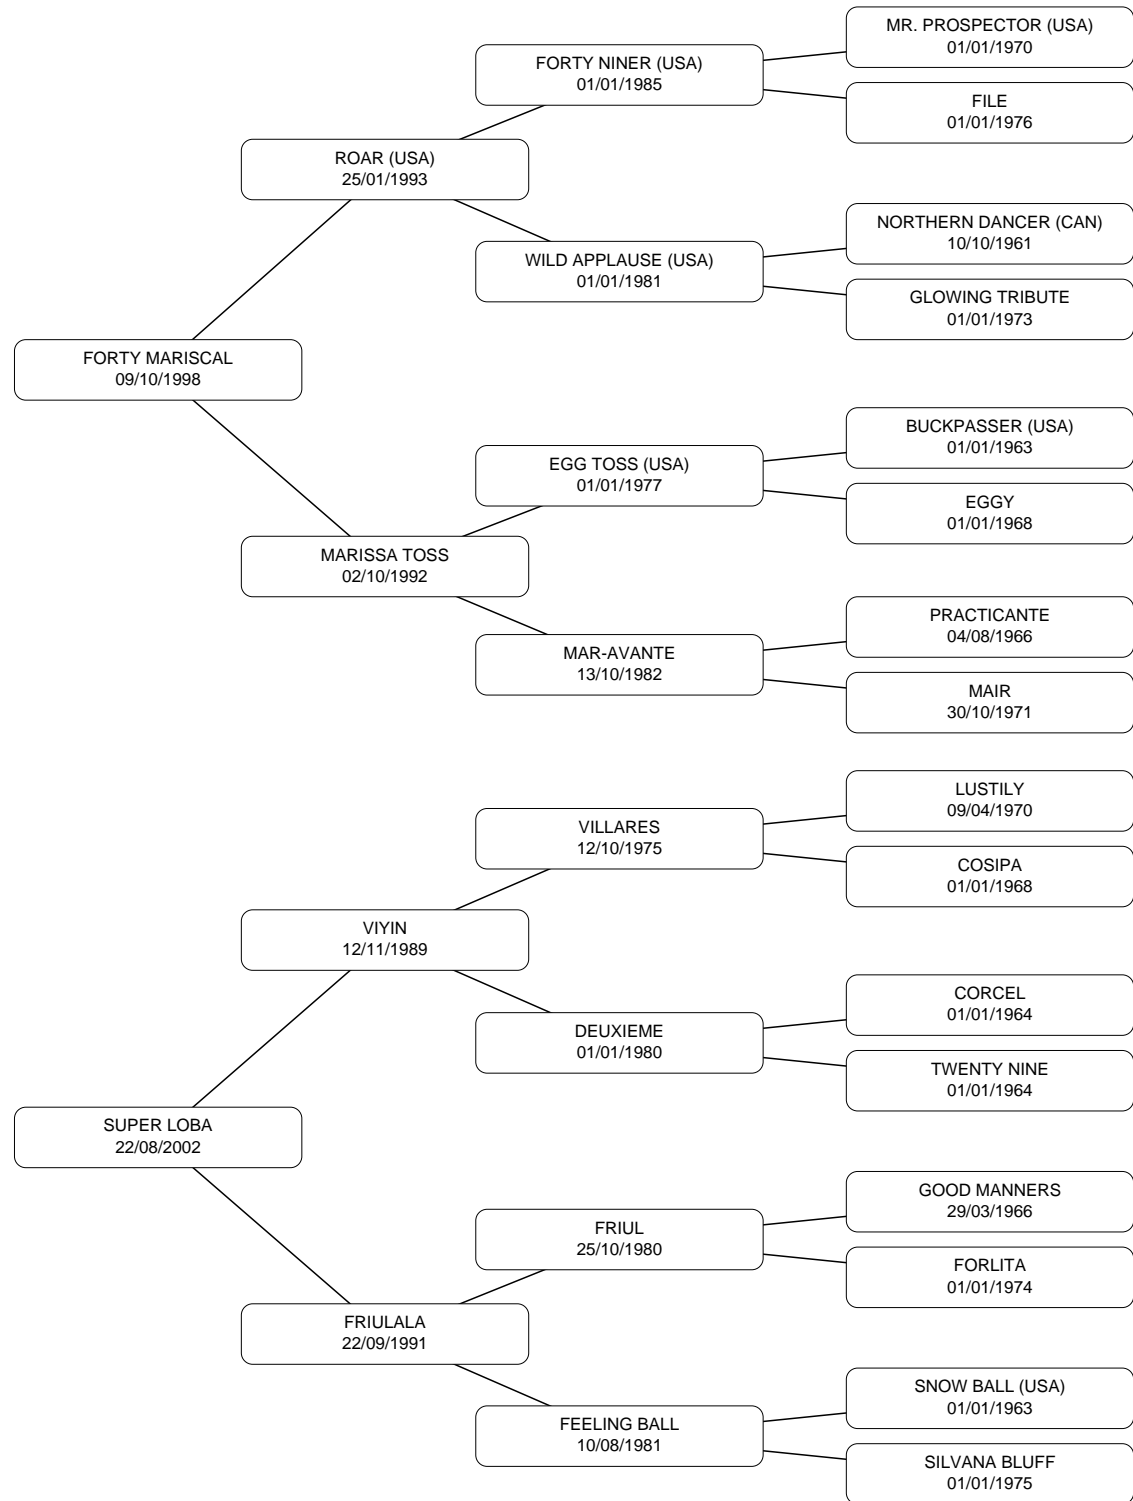 MR. PROSPECTOR (USA)
01/01/1970
FORTY NINER (USA)
01/01/1985
FILE
01/01/1976
ROAR (USA)
25/01/1993
NORTHERN DANCER (CAN)
10/10/1961
WILD APPLAUSE (USA)
01/01/1981
GLOWING TRIBUTE
01/01/1973
FORTY MARISCAL
09/10/1998
BUCKPASSER (USA)
01/01/1963
EGG TOSS (USA)
01/01/1977
EGGY
01/01/1968
MARISSA TOSS
02/10/1992
PRACTICANTE
04/08/1966
MAR-AVANTE
13/10/1982
MAIR
30/10/1971
LUSTILY
09/04/1970
VILLARES
12/10/1975
COSIPA
01/01/1968
VIYIN
12/11/1989
CORCEL
01/01/1964
DEUXIEME
01/01/1980
TWENTY NINE
01/01/1964
SUPER LOBA
22/08/2002
GOOD MANNERS
29/03/1966
FRIUL
25/10/1980
FORLITA
01/01/1974
FRIULALA
22/09/1991
SNOW BALL (USA)
01/01/1963
FEELING BALL
10/08/1981
SILVANA BLUFF
01/01/1975